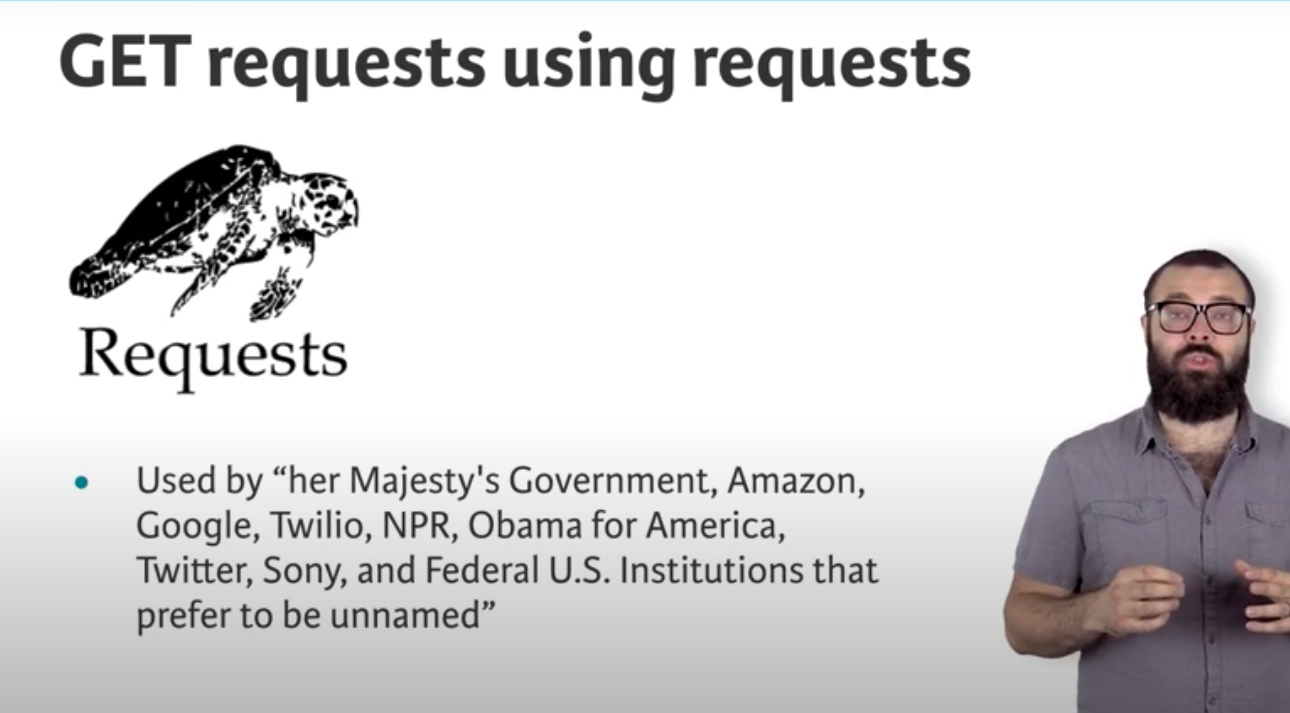 GET requests using requests
Requests
Used by “her Majesty's Government, Amazon,
Google, Twilio, NPR, Obama for America,
Twitter, Sony, and Federal U.S. Institutions that
prefer to be unnamed”